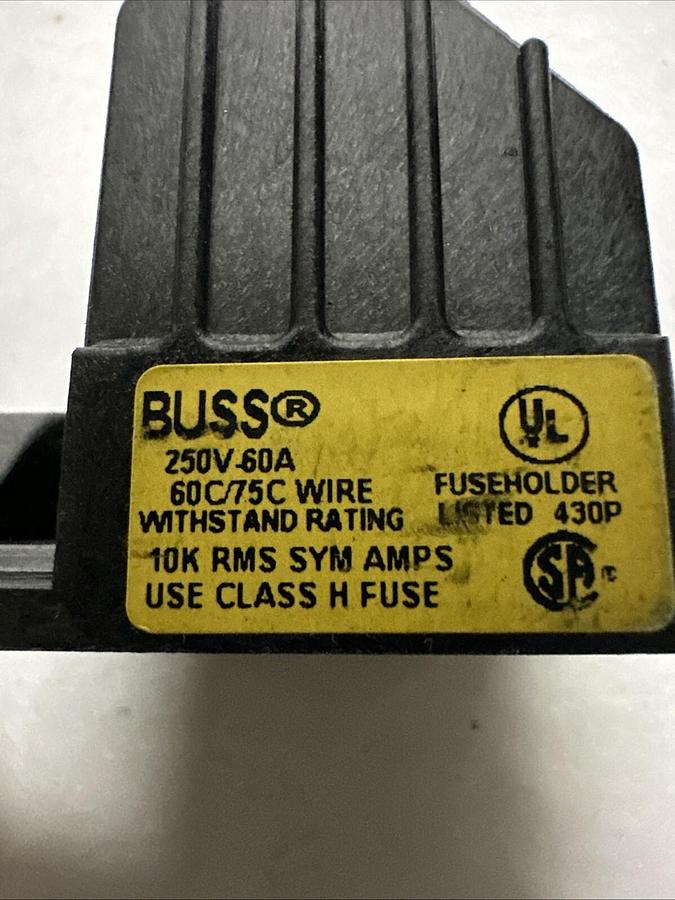 BUSS®
250V-60A
60C/75C WIRE
WITHSTAND RATING
10K RMS SYM AMPS
USE CLASS H FUSE
UL
FUSEHOLDER
LISTED 430P
SA